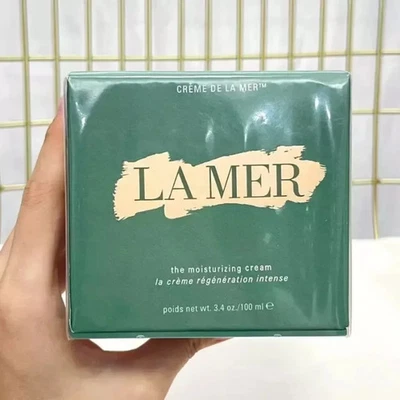 CRÈME DE LA MER™
LA MER
the moisturizing cream
la crème régénération intense
poids net wt. 3.4 oz./100 ml ℮